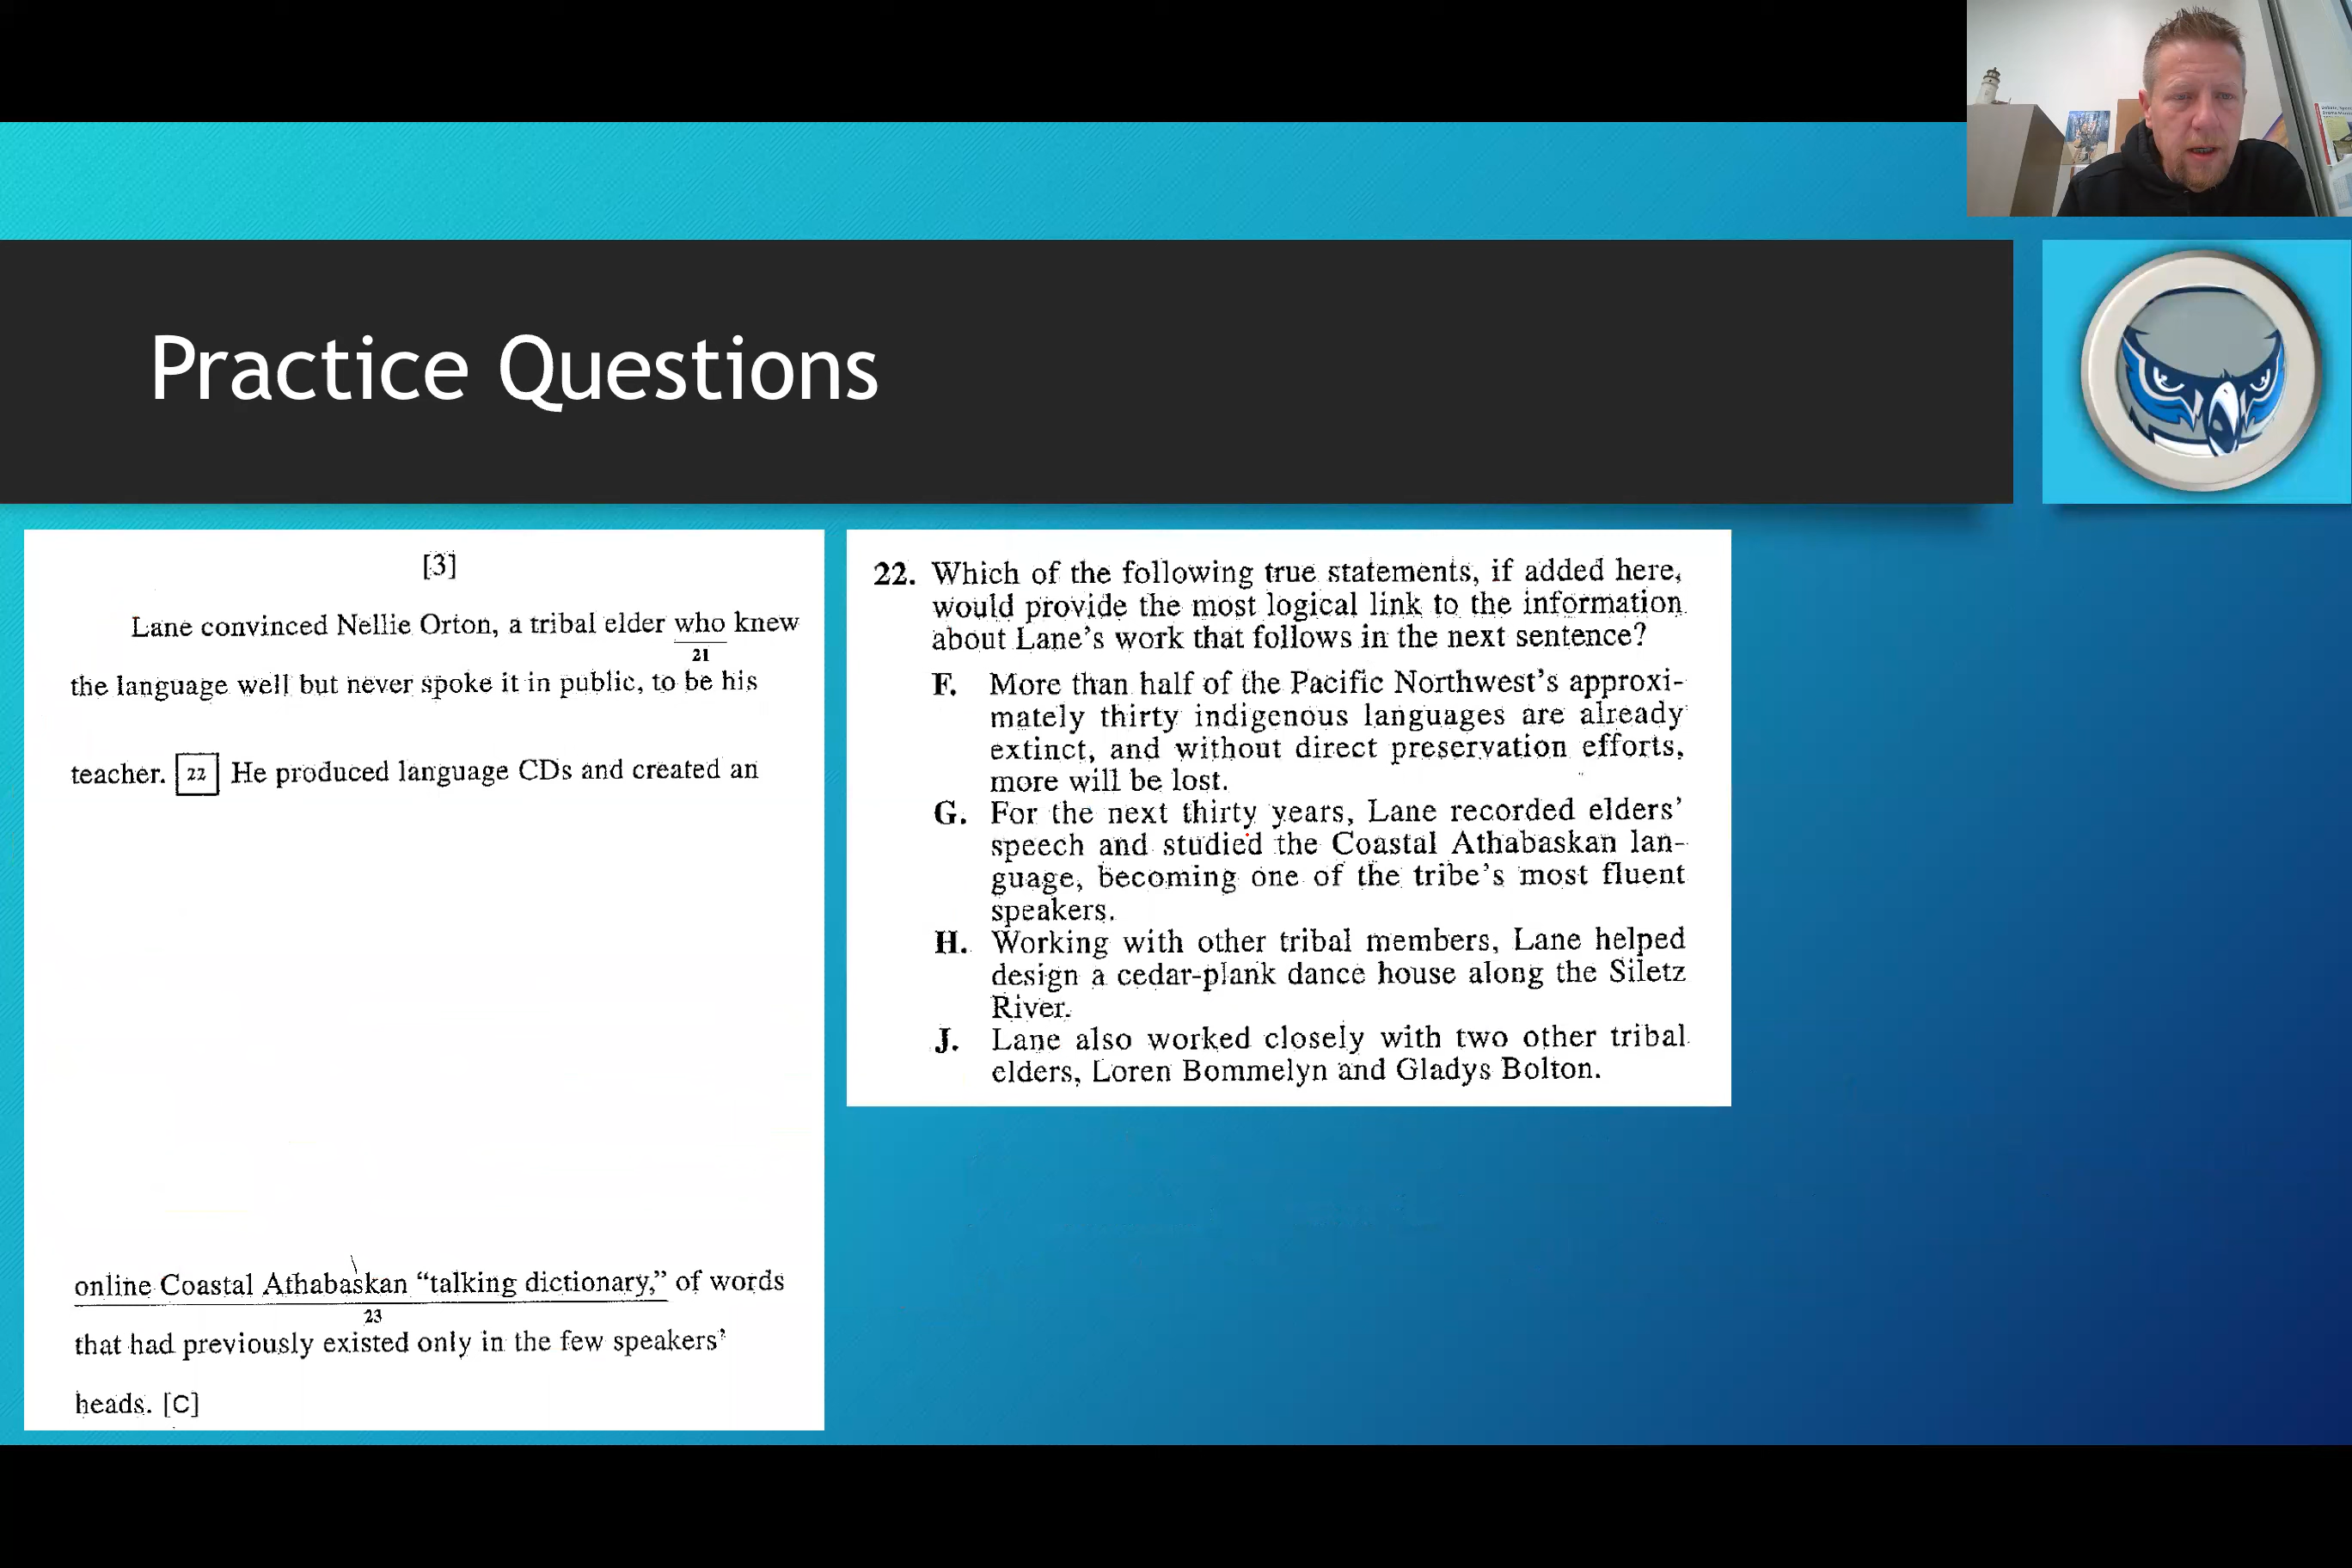 Practice Questions
[3]
Lane convinced Nellie Orton, a tribal elder who knew
21
the language well but never spoke it in public, to be his
teacher. 22 He produced language CDs and created an
online Coastal Athabaskan “talking dictionary,” of words
23
that had previously existed only in the few speakers’
heads. [C]
22. Which of the following true statements, if added here,
would provide the most logical link to the information
about Lane’s work that follows in the next sentence?
F. More than half of the Pacific Northwest’s approxi-
mately thirty indigenous languages are already
extinct, and without direct preservation efforts,
more will be lost.
G. For the next thirty years, Lane recorded elders’
speech and studied the Coastal Athabaskan lan-
guage, becoming one of the tribe’s most fluent
speakers.
H. Working with other tribal members, Lane helped
design a cedar-plank dance house along the Siletz
River.
J. Lane also worked closely with two other tribal
elders, Loren Bommelyn and Gladys Bolton.